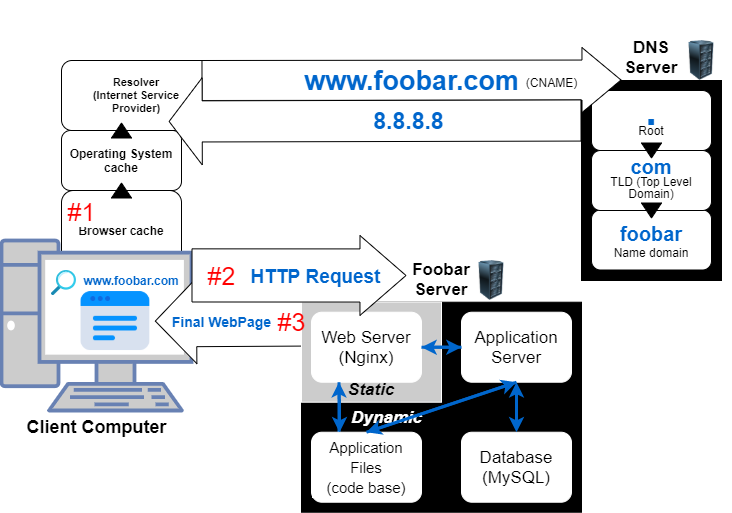 DNS
Server
www.foobar.com (CNAME)
8.8.8.8
Resolver
(Internet Service
Provider)
Operating System
cache
#1
Browser cache
.
Root
com
TLD (Top Level
Domain)
foobar
Name domain
www.foobar.com
#2 HTTP Request
Final WebPage #3
Foobar
Server
Web Server
(Nginx)
Application
Server
Static
Dynamic
Application
Files
(code base)
Database
(MySQL)
Client Computer